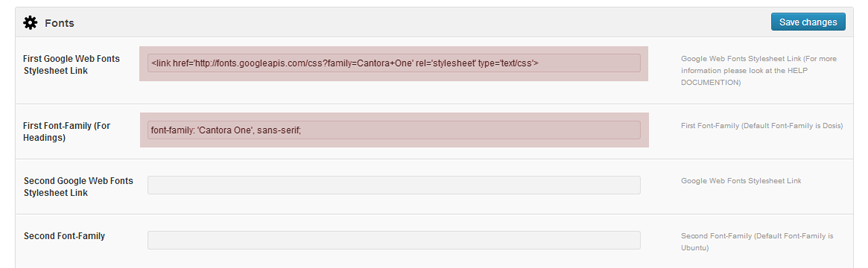 Fonts
Save changes
First Google Web Fonts
Stylesheet Link
<link href='http://fonts.googleapis.com/css?family=Cantora+One' rel='stylesheet' type='text/css'>
Google Web Fonts Stylesheet Link (For more
information please look at the HELP
DOCUMENTION)
First Font-Family (For
Headings)
font-family: 'Cantora One', sans-serif;
First Font-Family (Default Font-Family is Dosis)
Second Google Web Fonts
Stylesheet Link
Google Web Fonts Stylesheet Link
Second Font-Family
Second Font-Family (Default Font-Family is
Ubuntu)